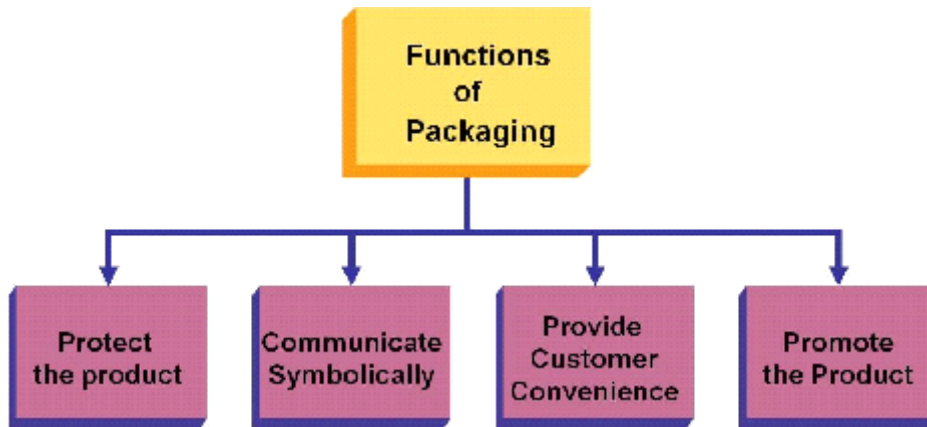 Functions
of
Packaging
Protect
the product
Communicate
Symbolically
Provide
Customer
Convenience
Promote
the Product